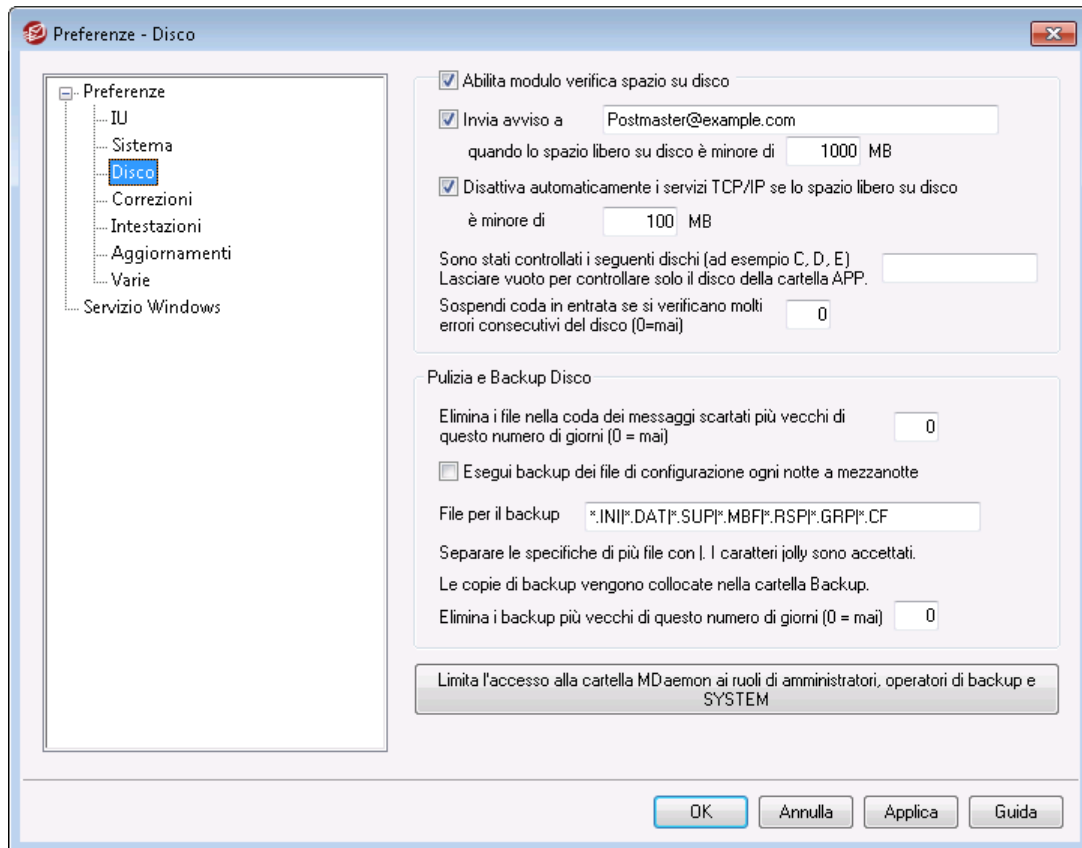 Preferenze - Disco
Preferenze
IU
Sistema
Disco
Correzioni
Intestazioni
Aggiornamenti
Varie
Servizio Windows
Abilita modulo verifica spazio su disco
Invia avviso a Postmaster@example.com
quando lo spazio libero su disco è minore di 1000 MB
Disattiva automaticamente i servizi TCP/IP se lo spazio libero su disco
è minore di 100 MB
Sono stati controllati i seguenti dischi (ad esempio C, D, E)
Lasciare vuoto per controllare solo il disco della cartella APP.
Sospendi coda in entrata se si verificano molti
errori consecutivi del disco (0=mai) 0
Pulizia e Backup Disco
Elimina i file nella coda dei messaggi scartati più vecchi di
questo numero di giorni (0 = mai) 0
Esegui backup dei file di configurazione ogni notte a mezzanotte
File per il backup *.INI|*.DAT|*.SUP|*.MBF|*.RSP|*.GRP|*.CF
Separare le specifiche di più file con |. I caratteri jolly sono accettati.
Le copie di backup vengono collocate nella cartella Backup.
Elimina i backup più vecchi di questo numero di giorni (0 = mai) 0
Limita l'accesso alla cartella MDaemon ai ruoli di amministratori, operatori di backup e
SYSTEM
OK Annulla Applica Guida